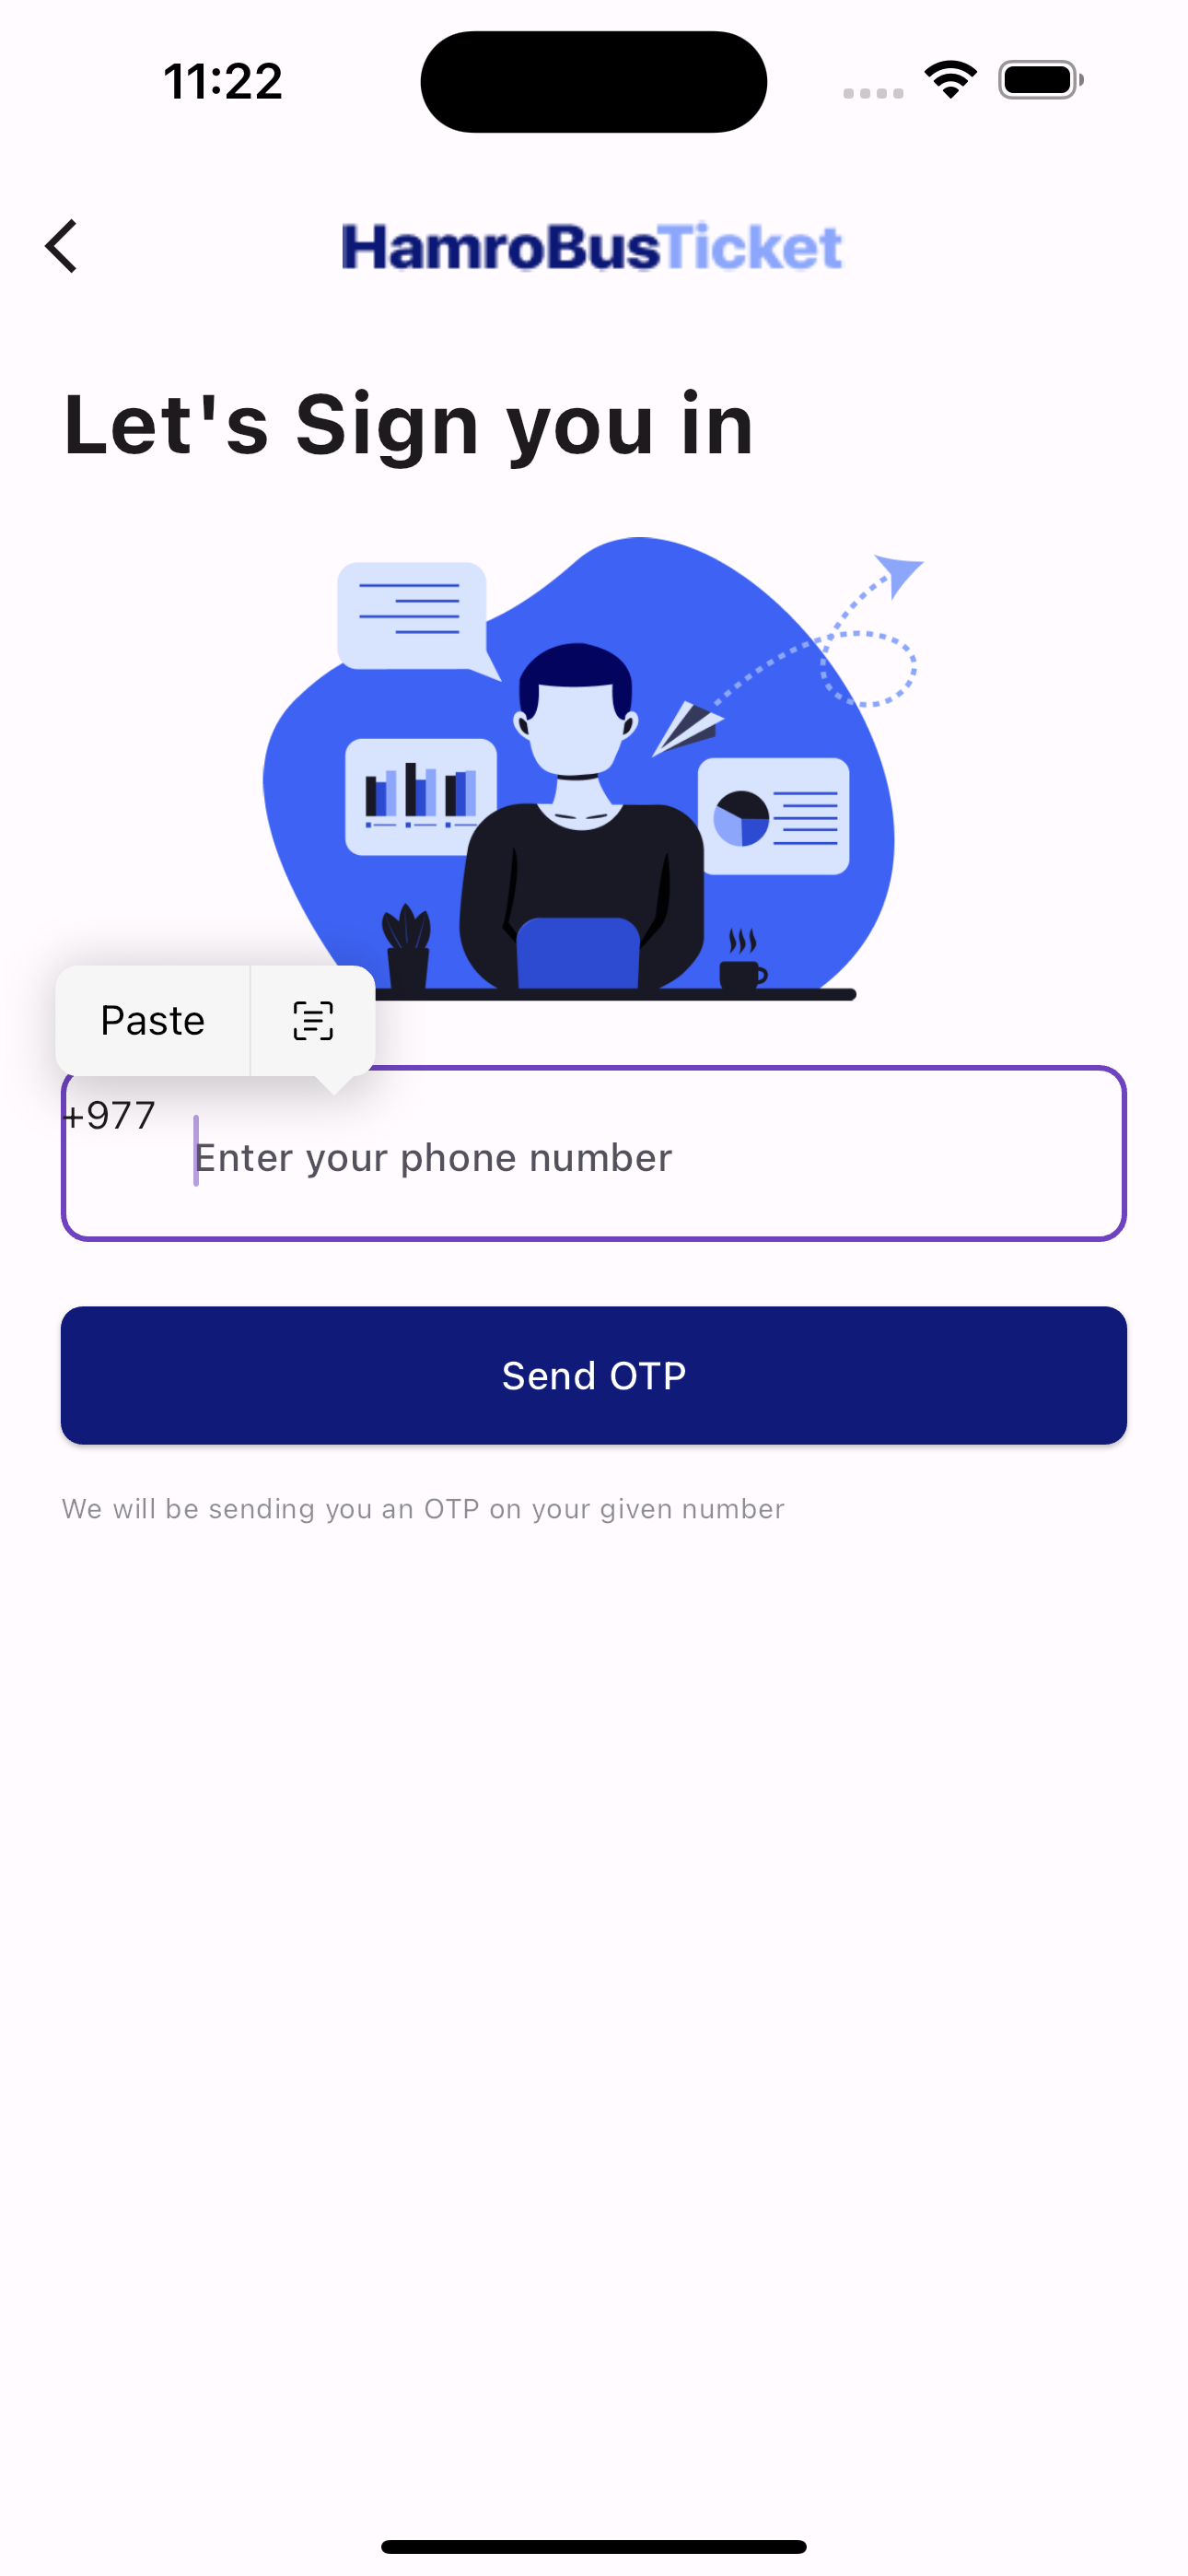 11:22
HamroBusTicket
Let's Sign you in
Paste
+977
Enter your phone number
Send OTP
We will be sending you an OTP on your given number